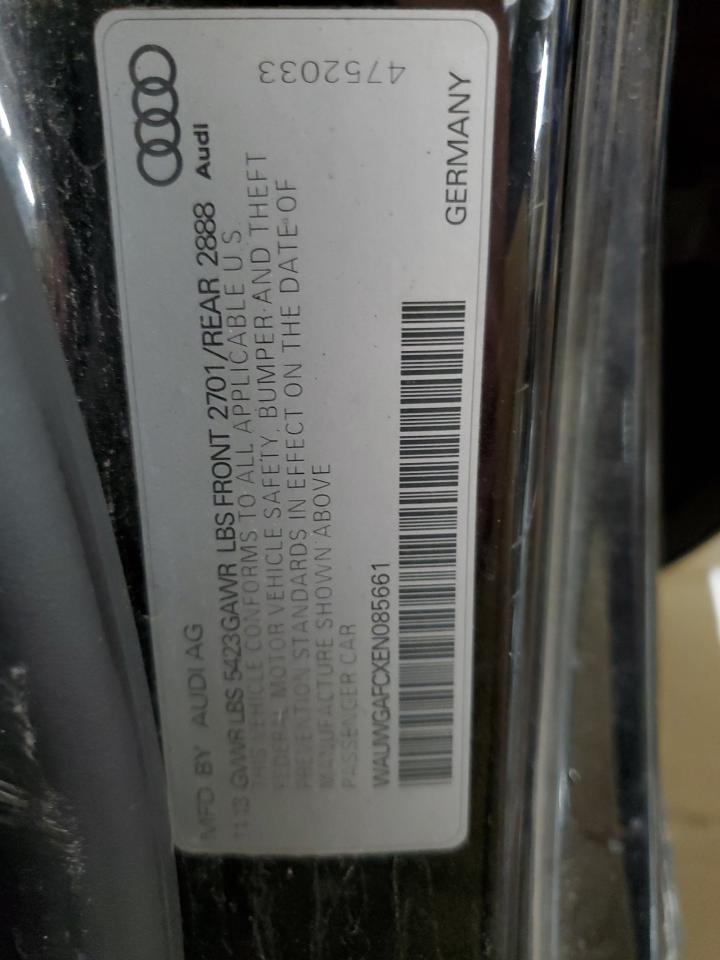 MFD BY AUDI AG
11.13 GVWR LBS 5423 GAWR LBS FRONT 2701/REAR 2888
THIS VEHICLE CONFORMS TO ALL APPLICABLE U.S.
FEDERAL MOTOR VEHICLE SAFETY, BUMPER AND THEFT
PREVENTION STANDARDS IN EFFECT ON THE DATE OF
MANUFACTURE SHOWN ABOVE
PASSENGER CAR
WAUWGAFCXEN085661
Audi
4752033
GERMANY